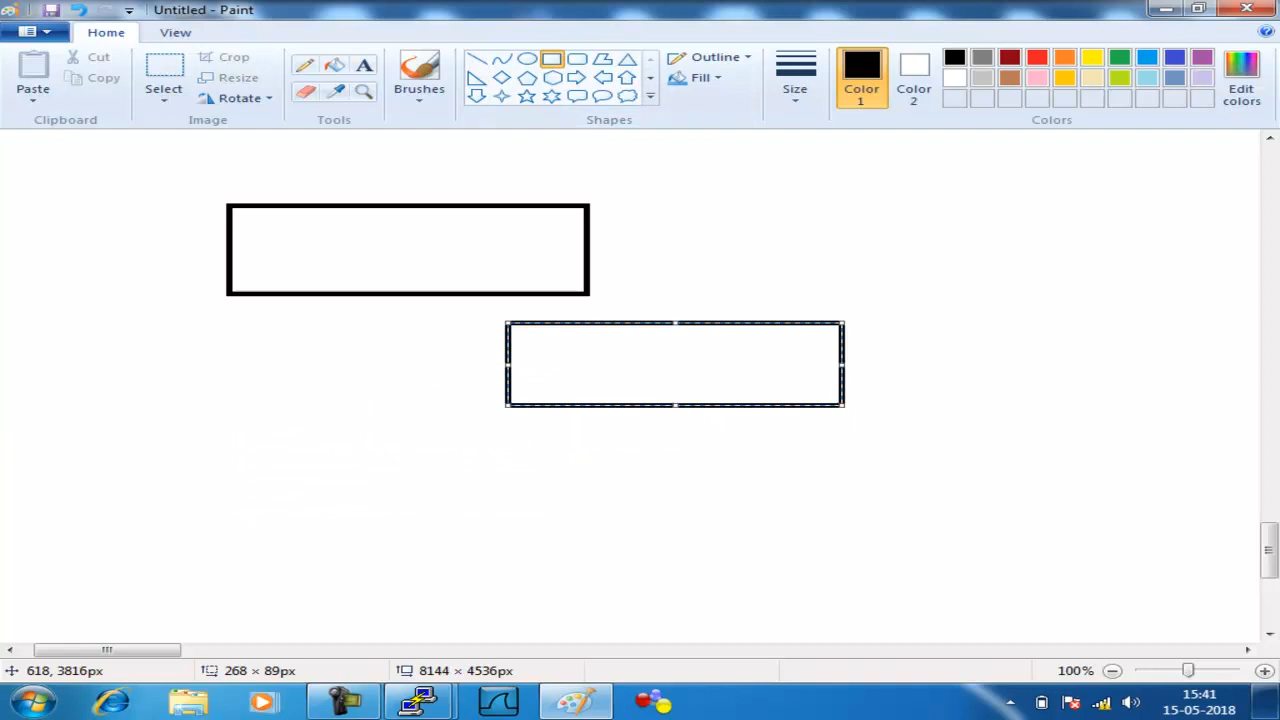 Untitled - Paint
Home View
Paste
Cut
Copy
Clipboard
Select
Crop
Resize
Rotate
Image
A
Tools
Brushes
Outline
Fill
Shapes
Size
Color 1
Color 2
Edit colors
Colors
618, 3816px
268 × 89px
8144 × 4536px
100%
15:41
15-05-2018